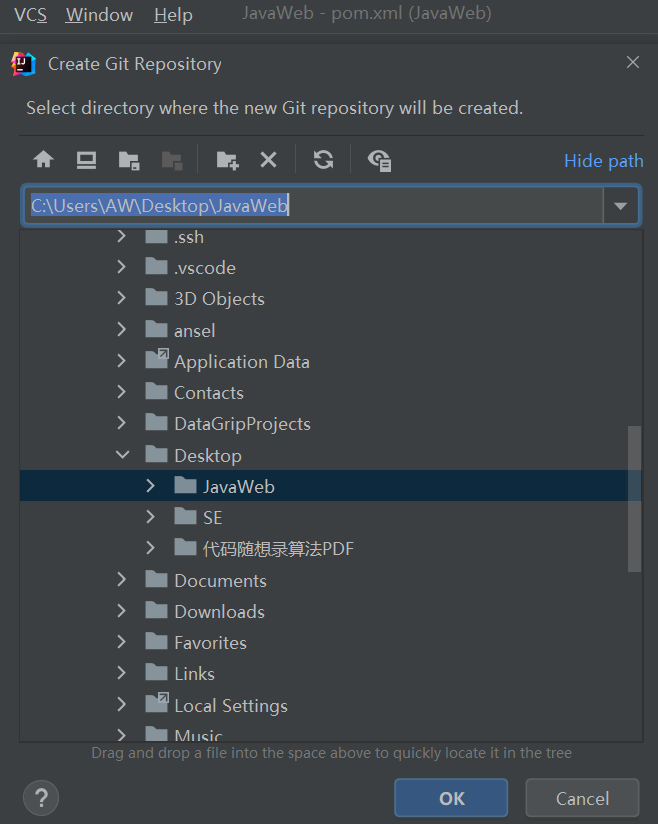 VCS Window Help JavaWeb - pom.xml (JavaWeb)
Create Git Repository
Select directory where the new Git repository will be created.
Hide path
C:\Users\AW\Desktop\JavaWeb
.ssh
.vscode
3D Objects
ansel
Application Data
Contacts
DataGripProjects
Desktop
JavaWeb
SE
代码随想录算法PDF
Documents
Downloads
Favorites
Links
Local Settings
Music
Drag and drop a file into the space above to quickly locate it in the tree
? OK Cancel